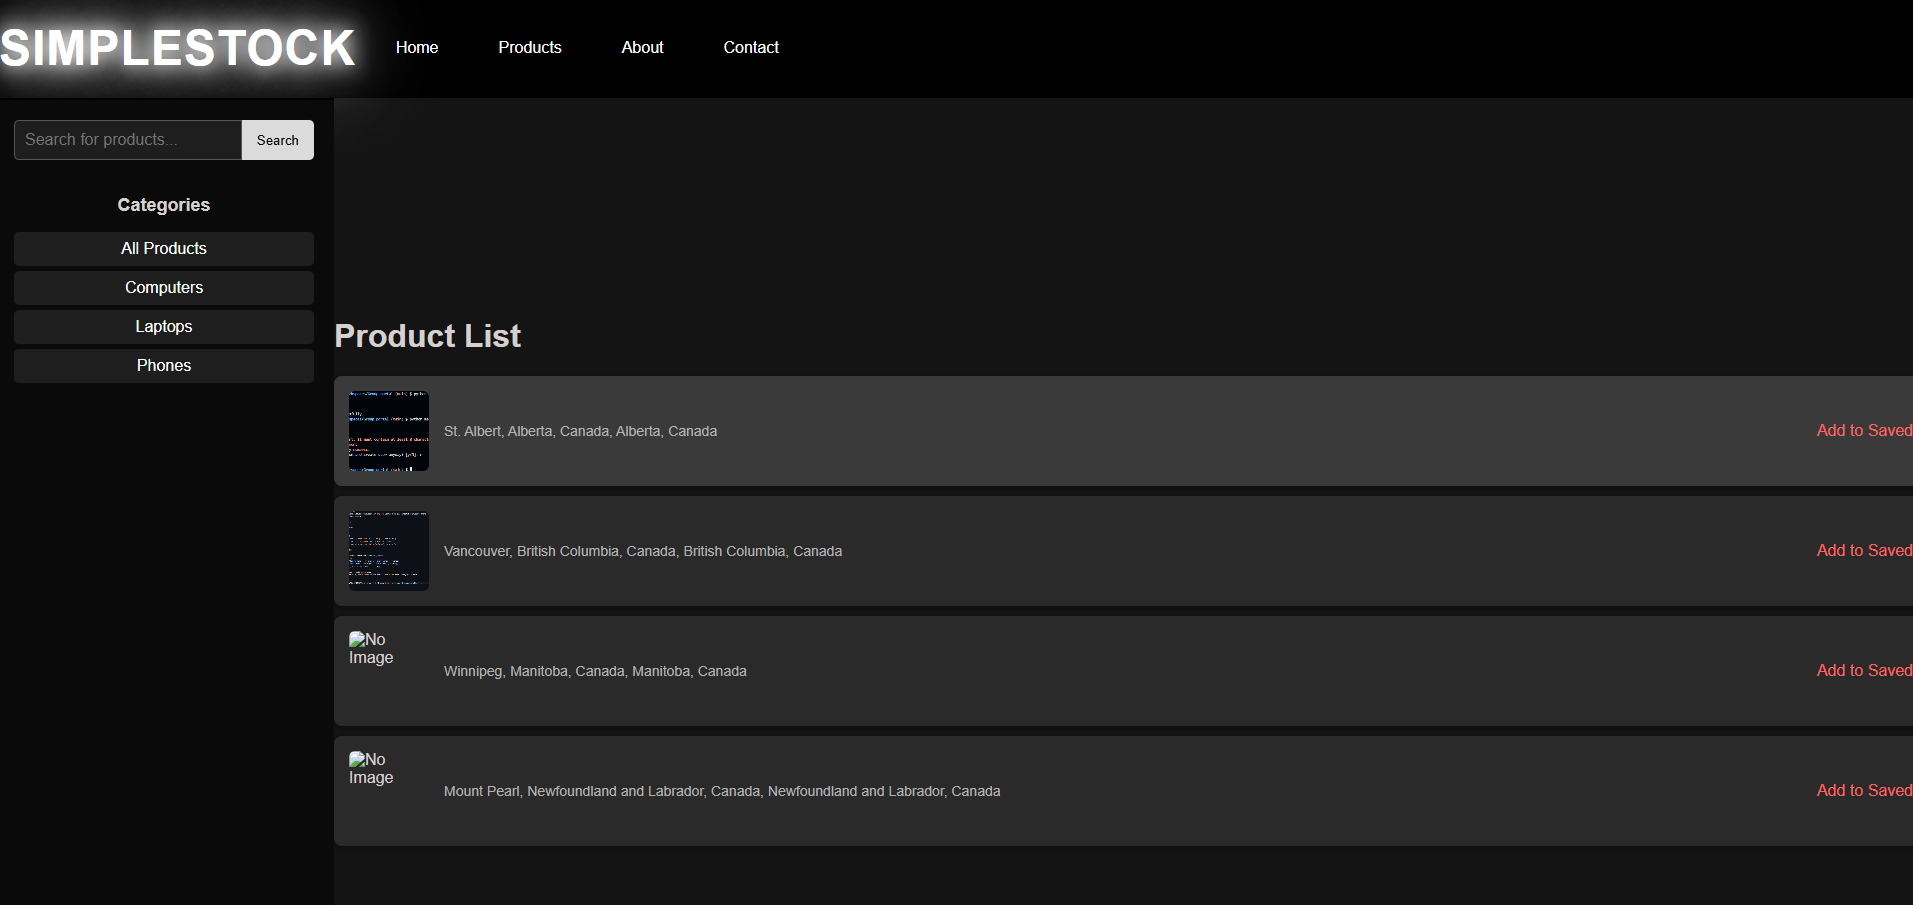 SIMPLESTOCK
Home
Products
About
Contact
Search for products...
Search
Categories
All Products
Computers
Laptops
Phones
Product List
St. Albert, Alberta, Canada, Alberta, Canada
Add to Saved
Vancouver, British Columbia, Canada, British Columbia, Canada
Add to Saved
No
Image
Winnipeg, Manitoba, Canada, Manitoba, Canada
Add to Saved
No
Image
Mount Pearl, Newfoundland and Labrador, Canada, Newfoundland and Labrador, Canada
Add to Saved